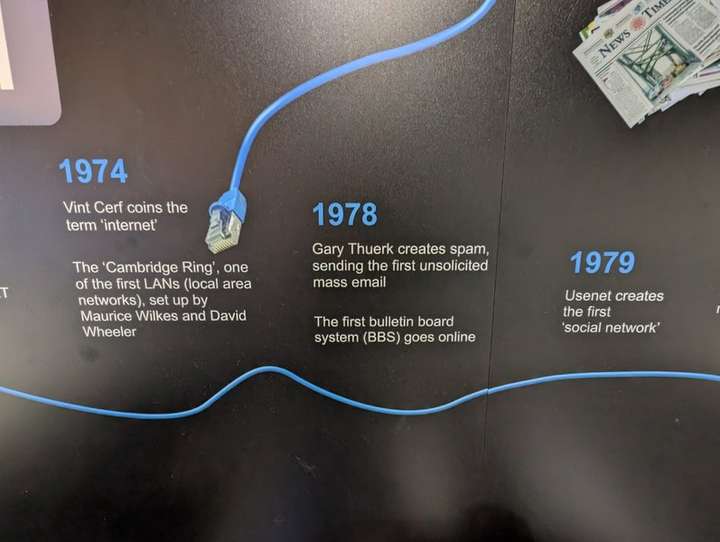 NEWS TIME
1974
Vint Cerf coins the
term 'internet'
The 'Cambridge Ring', one
of the first LANs (local area
networks), set up by
Maurice Wilkes and David
Wheeler
1978
Gary Thuerk creates spam,
sending the first unsolicited
mass email
The first bulletin board
system (BBS) goes online
1979
Usenet creates
the first
'social network'